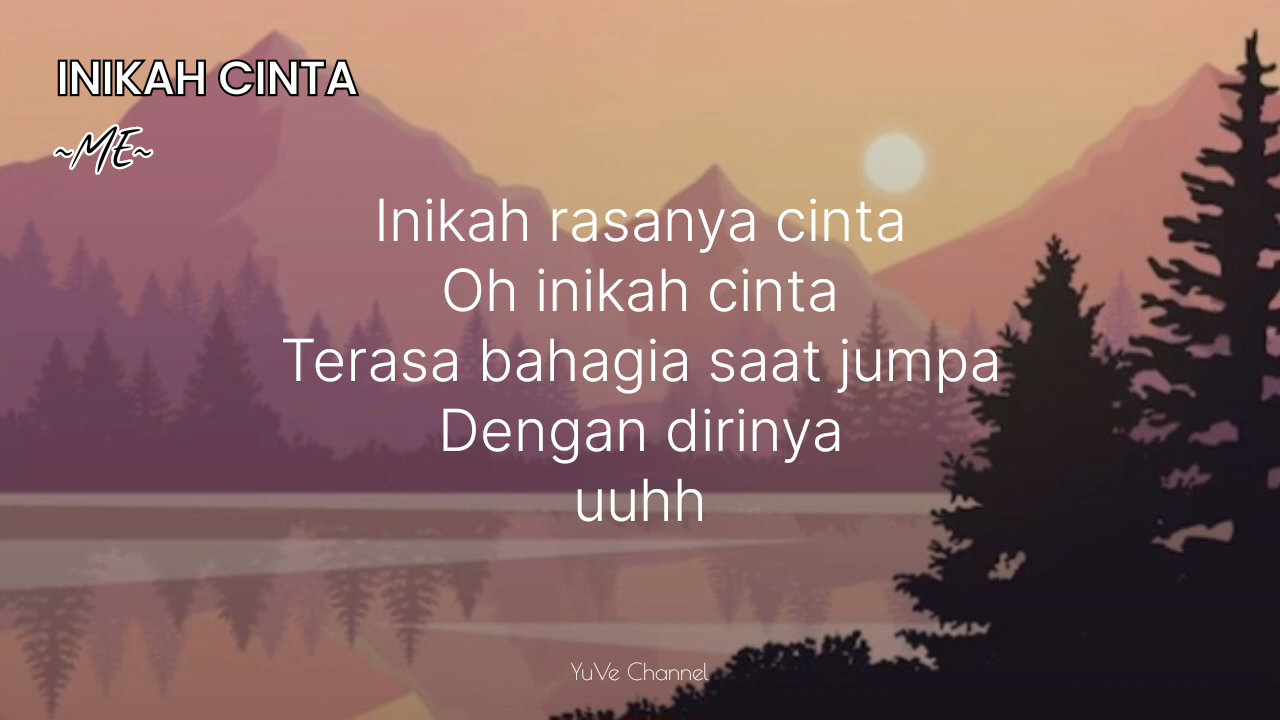 INIKAH CINTA
~ME~
Inikah rasanya cinta
Oh inikah cinta
Terasa bahagia saat jumpa
Dengan dirinya
uuhh
YuVe Channel